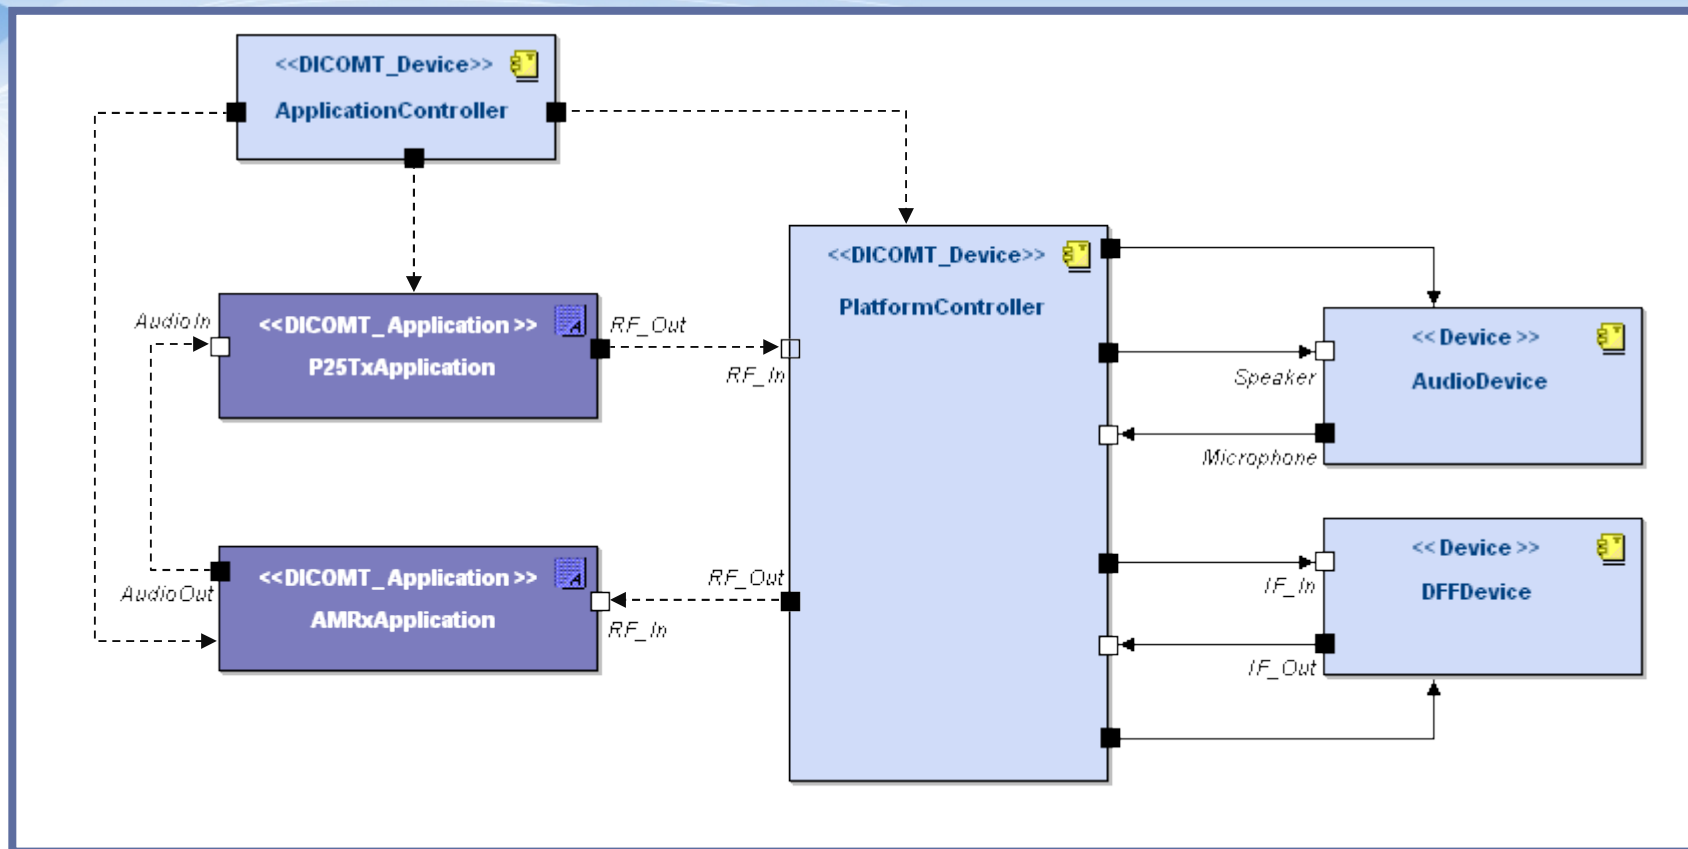 <<DICOMT_Device>>
ApplicationController
<<DICOMT_Device>>
PlatformController
AudioIn
<<DICOMT_Application>>
P25TxApplication
RF_Out
RF_In
<<Device>>
AudioDevice
Speaker
Microphone
<<DICOMT_Application>>
AMRxApplication
AudioOut
RF_Out
RF_In
<<Device>>
DFFDevice
IF_In
IF_Out
A
A